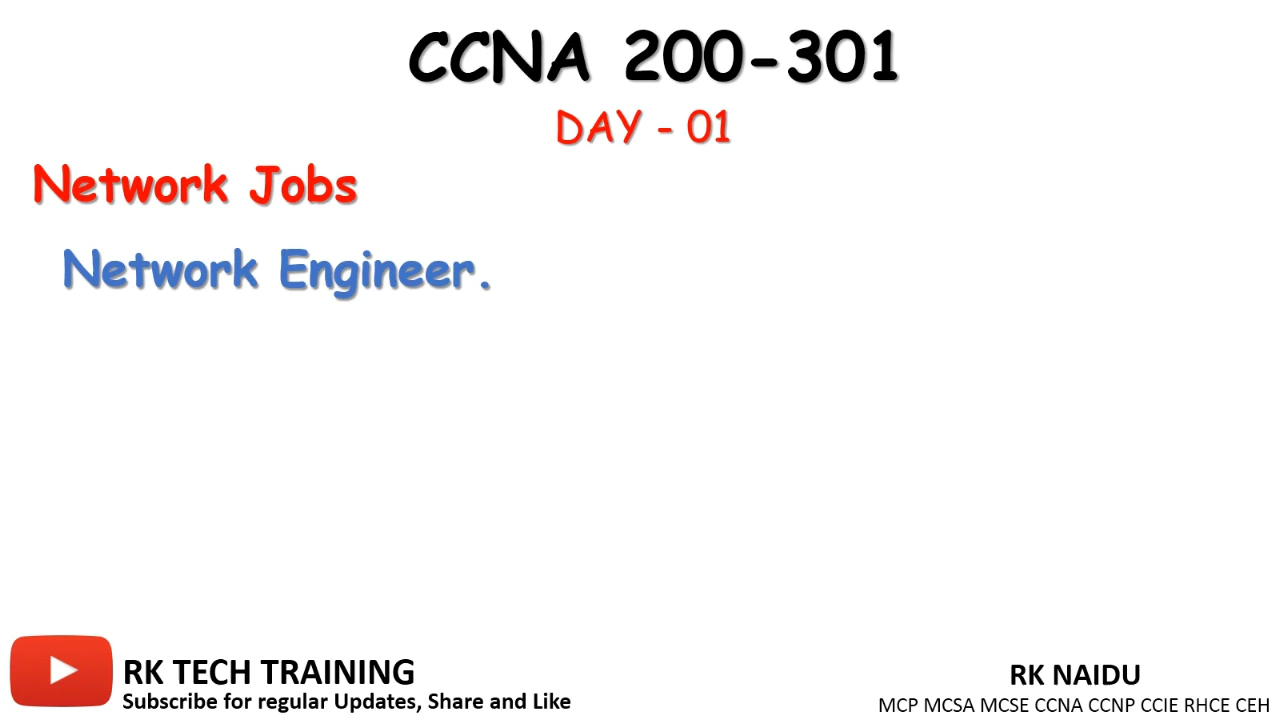 CCNA 200-301
DAY - 01
Network Jobs
Network Engineer.
RK TECH TRAINING
Subscribe for regular Updates, Share and Like
RK NAIDU
MCP MCSA MCSE CCNA CCNP CCIE RHCE CEH